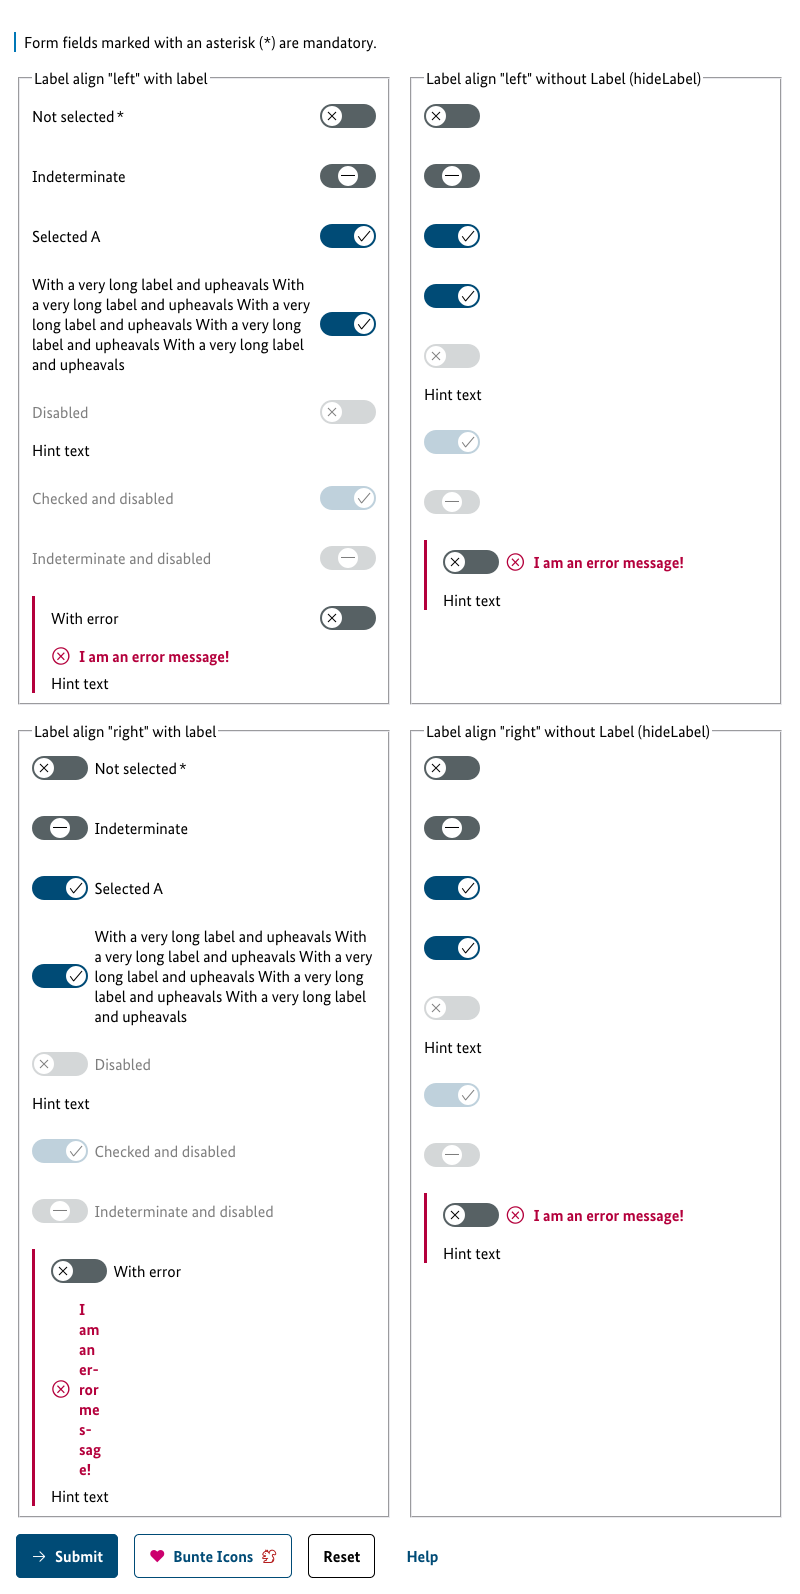 Form fields marked with an asterisk (*) are mandatory.
Label align "left" with label
Not selected *
Indeterminate
Selected A
With a very long label and upheavals With
a very long label and upheavals With a very
long label and upheavals With a very long
label and upheavals With a very long label
and upheavals
Disabled
Hint text
Checked and disabled
Indeterminate and disabled
With error
I am an error message!
Hint text
Label align "left" without Label (hideLabel)
Hint text
I am an error message!
Hint text
Label align "right" with label
Not selected *
Indeterminate
Selected A
With a very long label and upheavals With
a very long label and upheavals With a very
long label and upheavals With a very long
label and upheavals With a very long label
and upheavals
Disabled
Hint text
Checked and disabled
Indeterminate and disabled
With error
I
am
an
er-
ror
me
s-
sag
e!
Hint text
Label align "right" without Label (hideLabel)
Hint text
I am an error message!
Hint text
Submit
Bunte Icons
Reset
Help